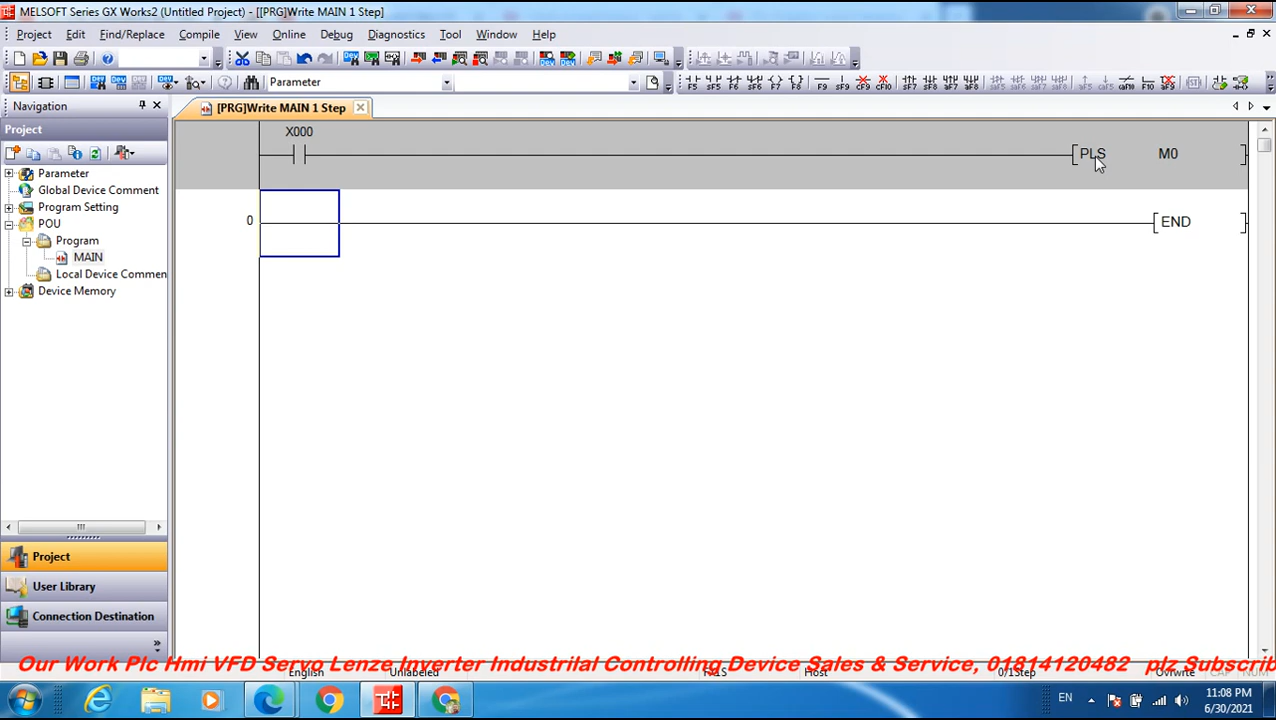 MELSOFT Series GX Works2 (Untitled Project) - [[PRG]Write MAIN 1 Step]
Project Edit Find/Replace Compile View Online Debug Diagnostics Tool Window Help
Parameter
Navigation
[PRG]Write MAIN 1 Step
Project
Parameter
Global Device Comment
Program Setting
POU
Program
MAIN
Local Device Commen
Device Memory
X000
PLS M0
0
END
Project
User Library
Connection Destination
Our Work Plc Hmi VFD Servo Lenze Inverter Industrilal Controlling Device Sales & Service, 01814120482 plz Subscrib
English Unlabeled 0/1Step Ovrwrte CAP NUM
EN
11:08 PM
6/30/2021